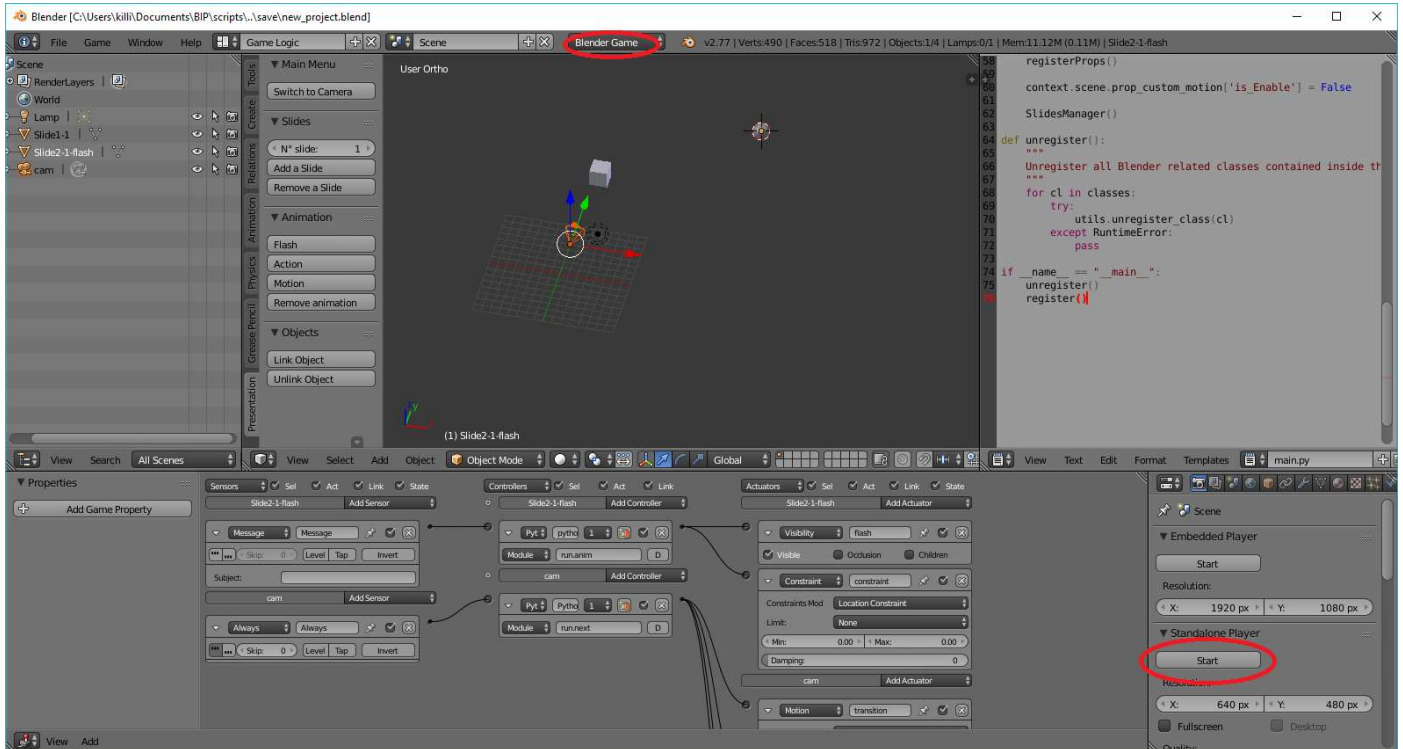 Blender [C:\Users\killi\Documents\BIP\scripts\..\save\new_project.blend]
File Game Window Help Game Logic Scene Blender Game v2.77 | Verts:490 | Faces:518 | Tris:972 | Objects:1/4 | Lamps:0/1 | Mem:11.12M (0.11M) | Slide2-1-flash
Scene
RenderLayers |
World
Lamp |
Slide1-1 |
Slide2-1-flash |
cam |
Tools
Create
Relations
Animation
Physics
Grease Pencil
Presentation
Main Menu
Switch to Camera
Slides
N° slide: 1
Add a Slide
Remove a Slide
Animation
Flash
Action
Motion
Remove animation
Objects
Link Object
Unlink Object
User Ortho
y
(1) Slide2-1-flash
58 registerProps()
59
60 context.scene.prop_custom_motion['is_Enable'] = False
61
62 SlidesManager()
63
64 def unregister():
65 """
66 Unregister all Blender related classes contained inside th
67 """
68 for cl in classes:
69 try:
70 utils.unregister_class(cl)
71 except RuntimeError:
72 pass
73
74 if __name__ == "__main__":
75 unregister()
76 register()
View Search All Scenes
View Select Add Object Object Mode Global
View Text Edit Format Templates main.py
Properties
Add Game Property
Sensors Sel Act Link State
Slide2-1-flash Add Sensor
Message Message
Skip: 0 Level Tap Invert
Subject:
cam Add Sensor
Always Always
Skip: 0 Level Tap Invert
Controllers Sel Act Link
Slide2-1-flash Add Controller
Pyt pytho 1
Module run.anim D
cam Add Controller
Pyt Pytho 1
Module run.next D
Actuators Sel Act Link State
Slide2-1-flash Add Actuator
Visibility flash
Visible Occlusion Children
Constraint constraint
Constraints Mod Location Constraint
Limit: None
Min: 0.00 Max: 0.00
Damping: 0
cam Add Actuator
Motion transition
Scene
Embedded Player
Start
Resolution:
X: 1920 px Y: 1080 px
Standalone Player
Start
Resolution:
X: 640 px Y: 480 px
Fullscreen Desktop
Quality:
View Add